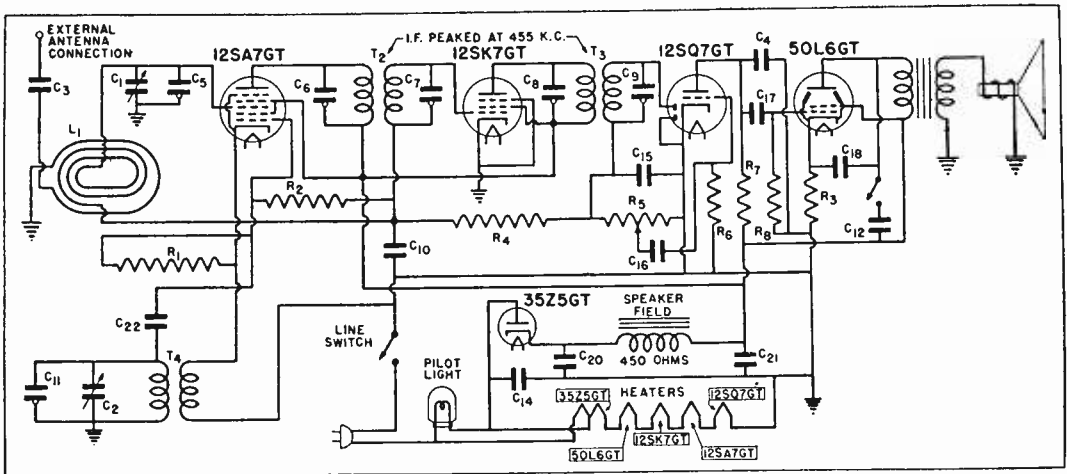 EXTERNAL
ANTENNA
CONNECTION
12SA7GT
I.F. PEAKED AT 455 K.C.
T2
12SK7GT
T3
12SQ7GT
C4
50L6GT
C3
C1
C5
C6
C7
C8
C9
C17
L1
C15
R7
C18
R2
R5
R3
R4
R6
R8
C12
R1
C10
C16
C22
35Z5GT
SPEAKER
FIELD
LINE
SWITCH
T4
C20
450 OHMS
C21
PILOT
LIGHT
C11
C2
C14
HEATERS
35Z5GT
12SQ7GT
50L6GT
12SK7GT
12SA7GT